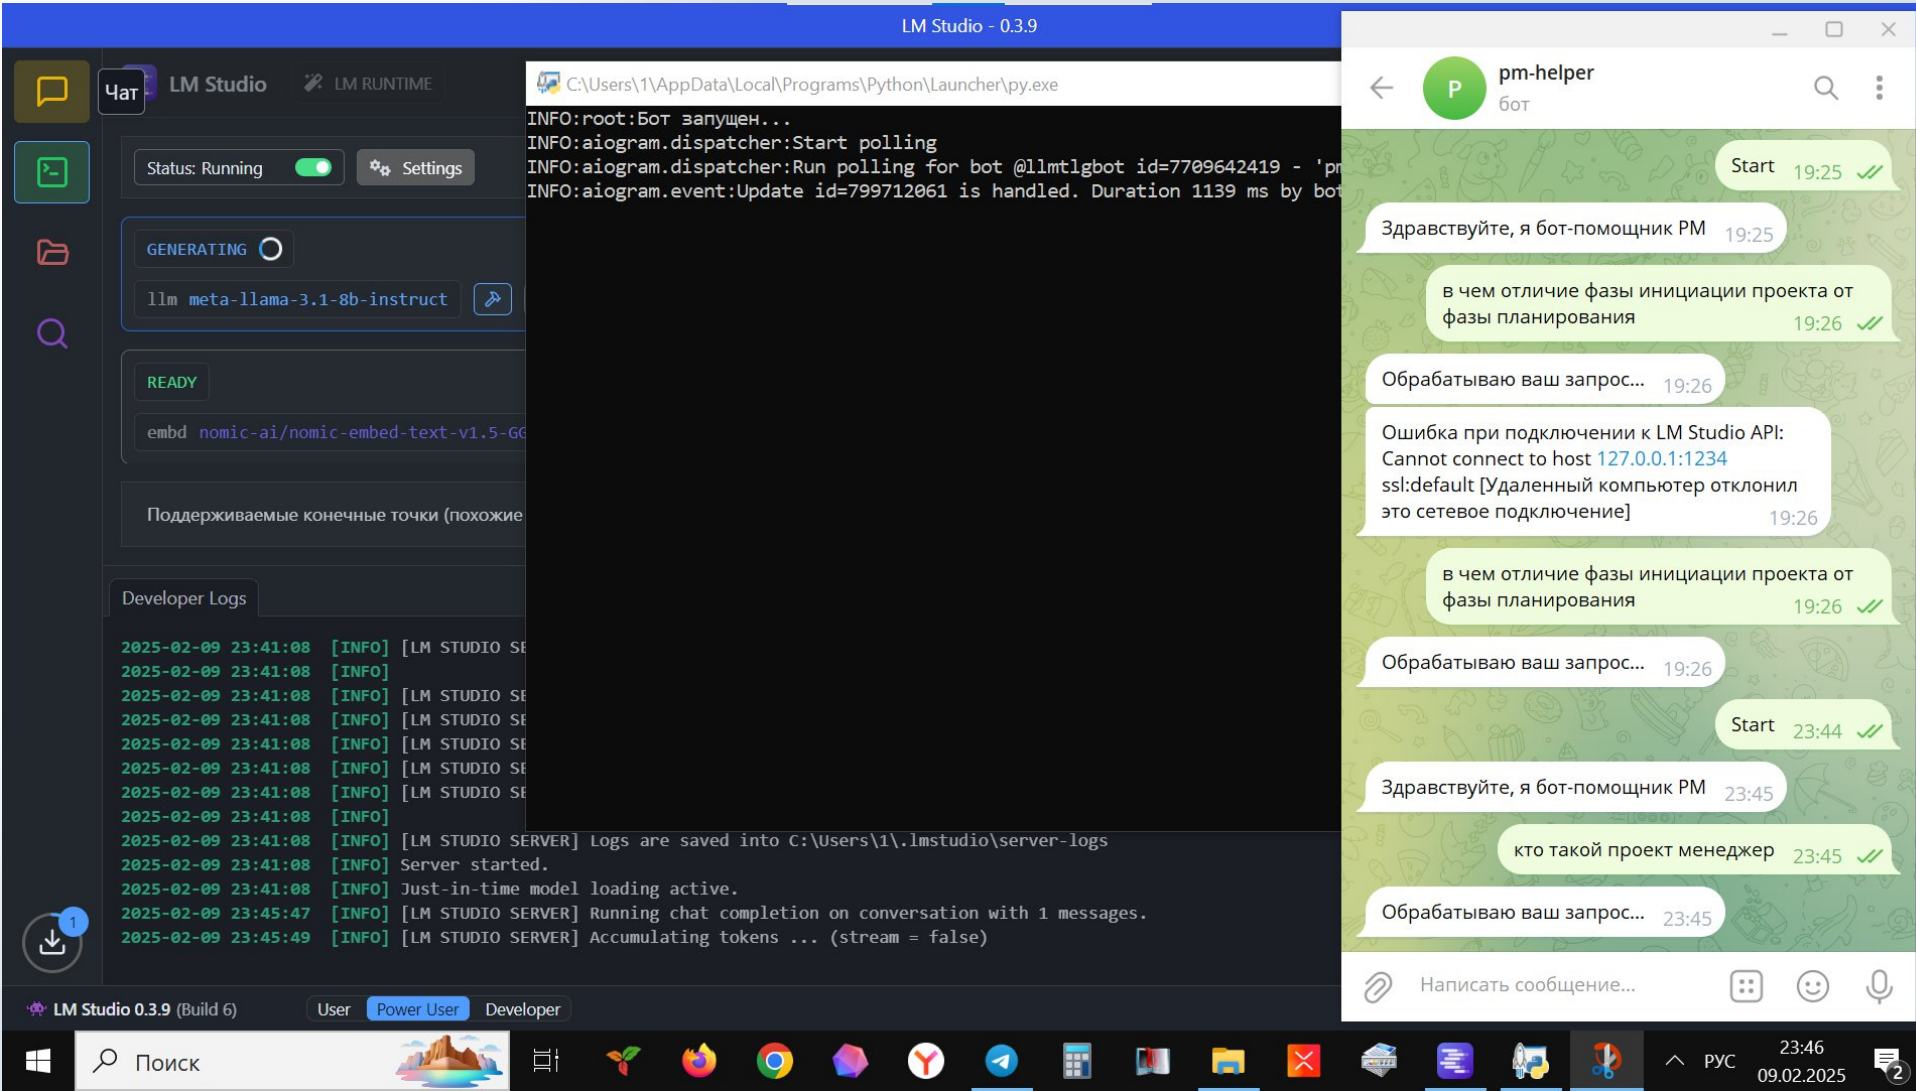 LM Studio - 0.3.9
Чат
LM Studio
LM RUNTIME
Status: Running
Settings
GENERATING
llm meta-llama-3.1-8b-instruct
READY
embd nomic-ai/nomic-embed-text-v1.5-GG
Поддерживаемые конечные точки (похожие
Developer Logs
2025-02-09 23:41:08 [INFO] [LM STUDIO SE
2025-02-09 23:41:08 [INFO]
2025-02-09 23:41:08 [INFO] [LM STUDIO SE
2025-02-09 23:41:08 [INFO] [LM STUDIO SE
2025-02-09 23:41:08 [INFO] [LM STUDIO SE
2025-02-09 23:41:08 [INFO] [LM STUDIO SE
2025-02-09 23:41:08 [INFO] [LM STUDIO SE
2025-02-09 23:41:08 [INFO]
2025-02-09 23:41:08 [INFO] [LM STUDIO SERVER] Logs are saved into C:\Users\1\.lmstudio\server-logs
2025-02-09 23:41:08 [INFO] Server started.
2025-02-09 23:41:08 [INFO] Just-in-time model loading active.
2025-02-09 23:45:47 [INFO] [LM STUDIO SERVER] Running chat completion on conversation with 1 messages.
2025-02-09 23:45:49 [INFO] [LM STUDIO SERVER] Accumulating tokens ... (stream = false)
1
LM Studio 0.3.9 (Build 6)
User
Power User
Developer
C:\Users\1\AppData\Local\Programs\Python\Launcher\py.exe
INFO:root:Бот запущен...
INFO:aiogram.dispatcher:Start polling
INFO:aiogram.dispatcher:Run polling for bot @llmtlgbot id=7709642419 - 'pm
INFO:aiogram.event:Update id=799712061 is handled. Duration 1139 ms by bot
P
pm-helper
бот
Start 19:25
Здравствуйте, я бот-помощник PM 19:25
в чем отличие фазы инициации проекта от
фазы планирования 19:26
Обрабатываю ваш запрос... 19:26
Ошибка при подключении к LM Studio API:
Cannot connect to host 127.0.0.1:1234
ssl:default [Удаленный компьютер отклонил
это сетевое подключение] 19:26
в чем отличие фазы инициации проекта от
фазы планирования 19:26
Обрабатываю ваш запрос... 19:26
Start 23:44
Здравствуйте, я бот-помощник PM 23:45
кто такой проект менеджер 23:45
Обрабатываю ваш запрос... 23:45
Написать сообщение...
Поиск
РУС
23:46
09.02.2025
2